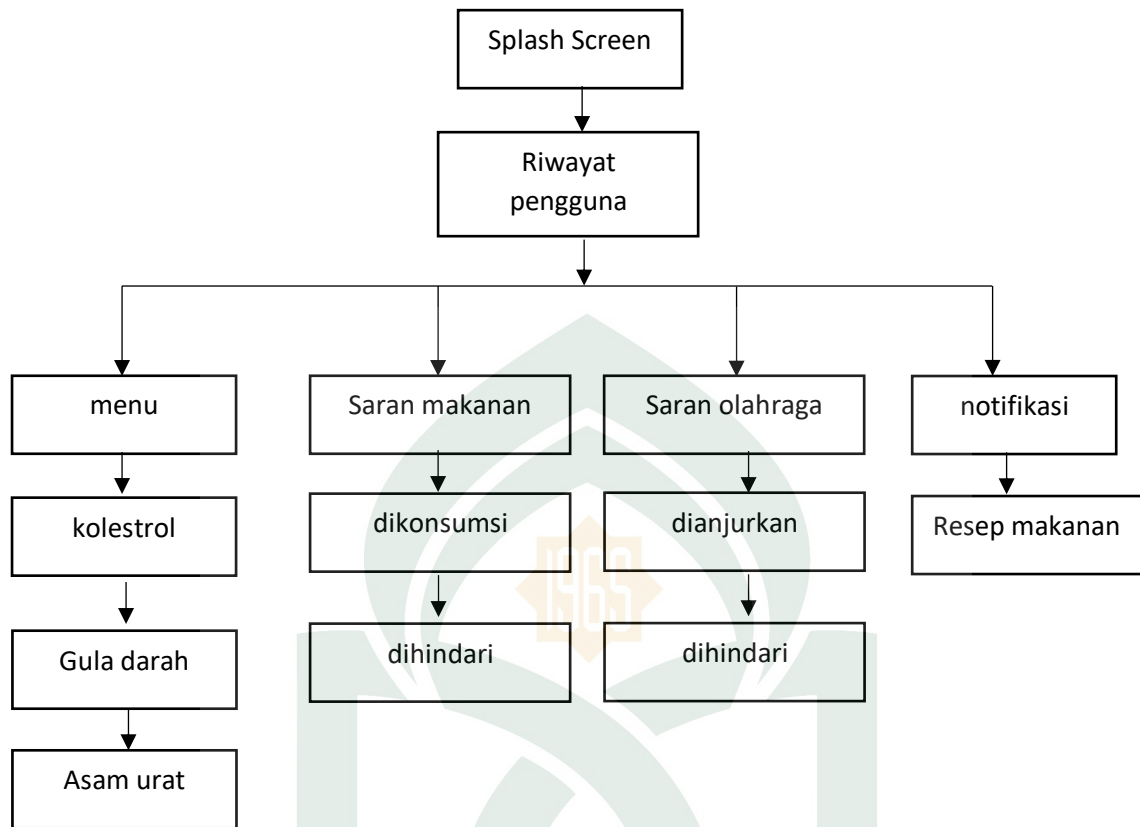 Splash Screen
Riwayat
pengguna
menu
Saran makanan
Saran olahraga
notifikasi
kolestrol
dikonsumsi
dianjurkan
Resep makanan
1965
Gula darah
dihindari
dihindari
Asam urat